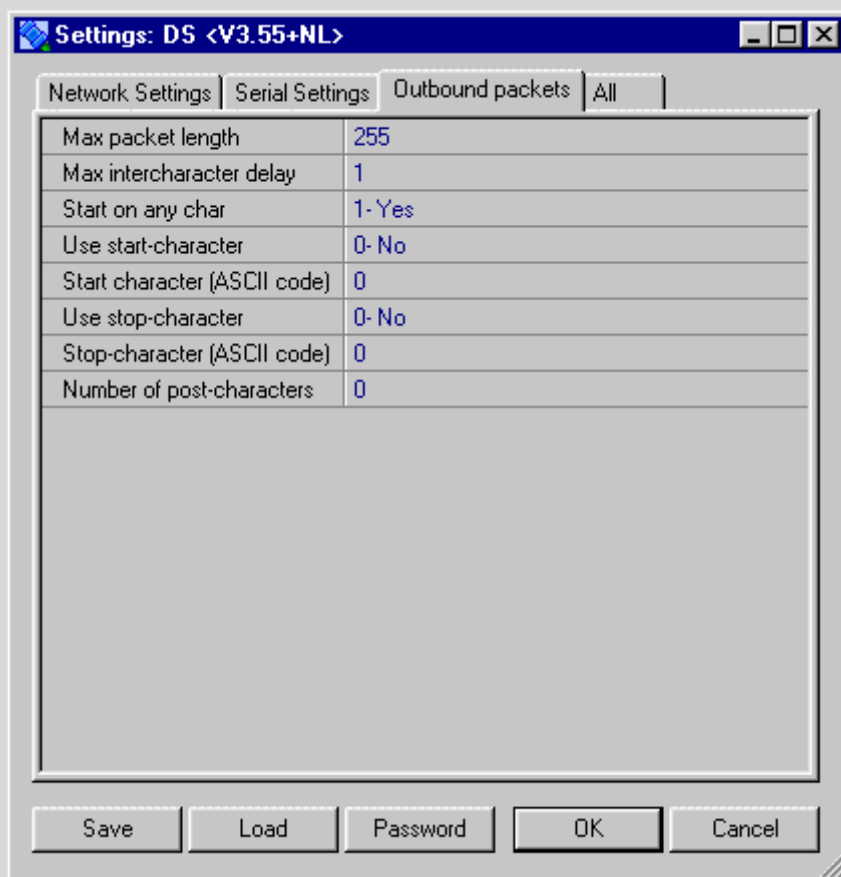 Settings: DS <V3.55+NL>
Network Settings Serial Settings Outbound packets All
Max packet length 255
Max intercharacter delay 1
Start on any char 1- Yes
Use start-character 0- No
Start character (ASCII code) 0
Use stop-character 0- No
Stop-character (ASCII code) 0
Number of post-characters 0
Save Load Password OK Cancel